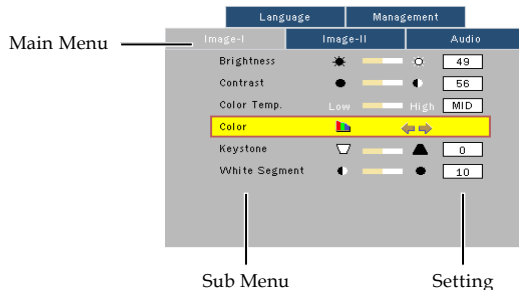 Language Management
Main Menu
Image-I Image-II Audio
Brightness 49
Contrast 56
Color Temp. Low High MID
Color
Keystone 0
White Segment 10
Sub Menu Setting